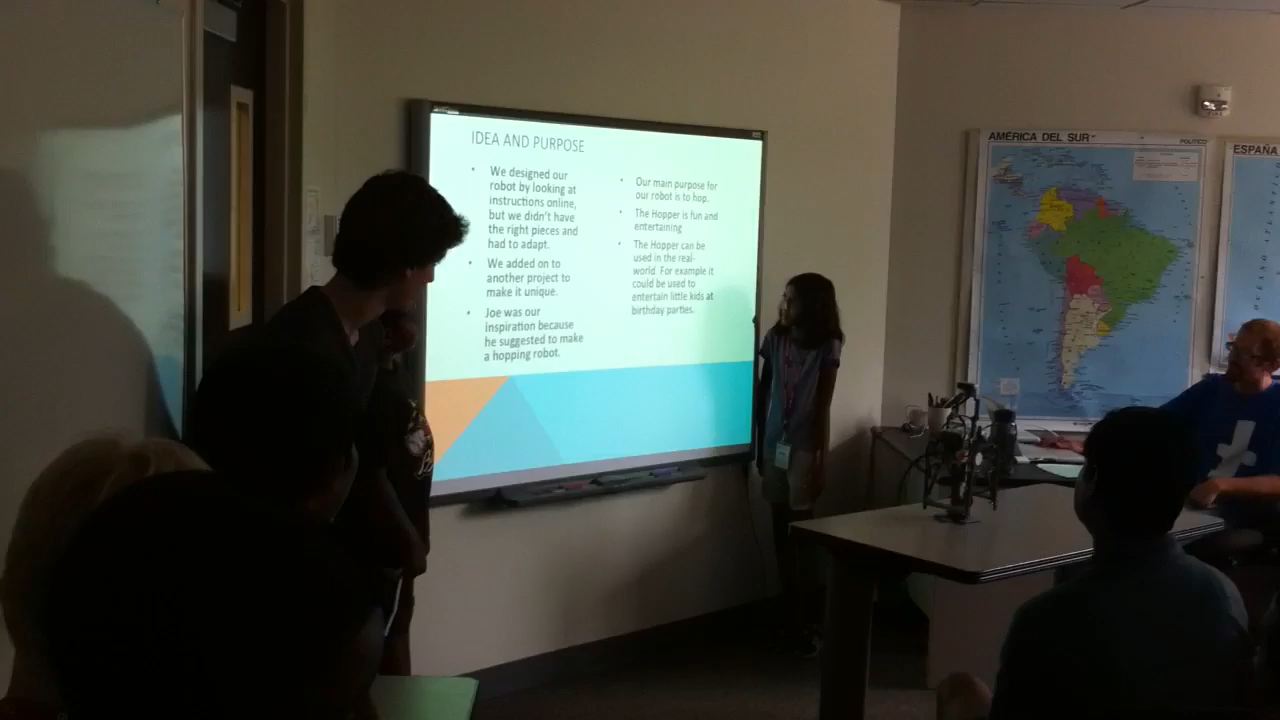 IDEA AND PURPOSE
We designed our
robot by looking at
instructions online,
but we didn't have
the right pieces and
had to adapt.
We added on to
another project to
make it unique.
Joe was our
inspiration because
he suggested to make
a hopping robot.
Our main purpose for
our robot is to hop.
The Hopper is fun and
entertaining
The Hopper can be
used in the real-
world. For example it
could be used to
entertain little kids at
birthday parties.
AMÉRICA DEL SUR
POLÍTICO
ESPAÑA